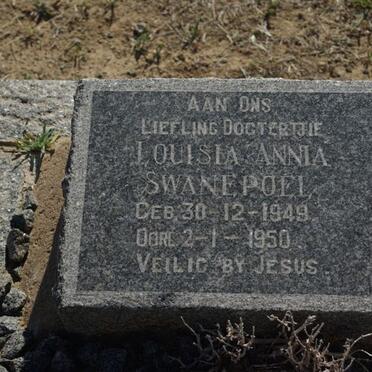 AAN ONS
LIEFLING DOGTERTJIE
LOUISIA ANNIA
SWANEPOEL
GEB. 30-12-1949.
OORL. 2-1-1950
VEILIG BY JESUS.